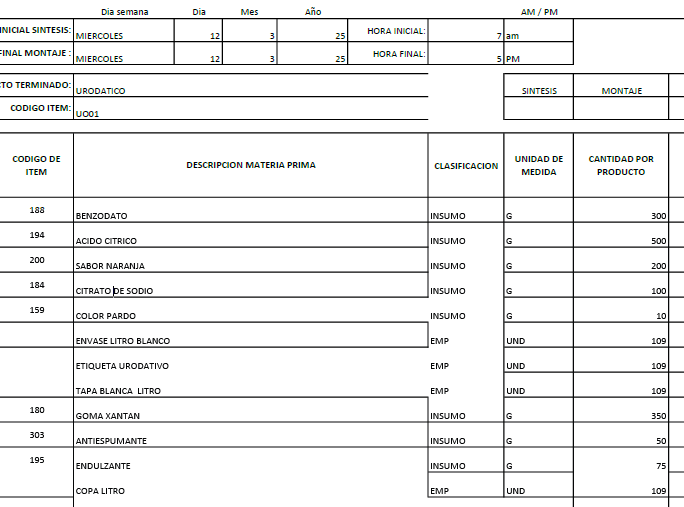 Dia semana Dia Mes Año AM / PM
INICIAL SINTESIS: MIERCOLES 12 3 25 HORA INICIAL: 7 am
FINAL MONTAJE : MIERCOLES 12 3 25 HORA FINAL: 5 PM
CTO TERMINADO: URODATICO SINTESIS MONTAJE
CODIGO ITEM: UO01
CODIGO DE ITEM DESCRIPCION MATERIA PRIMA CLASIFICACION UNIDAD DE MEDIDA CANTIDAD POR PRODUCTO
188 BENZODATO INSUMO G 300
194 ACIDO CITRICO INSUMO G 500
200 SABOR NARANJA INSUMO G 200
184 CITRATO DE SODIO INSUMO G 100
159 COLOR PARDO INSUMO G 10
ENVASE LITRO BLANCO EMP UND 109
ETIQUETA URODATIVO EMP UND 109
TAPA BLANCA LITRO EMP UND 109
180 GOMA XANTAN INSUMO G 350
303 ANTIESPUMANTE INSUMO G 50
195 ENDULZANTE INSUMO G 75
COPA LITRO EMP UND 109